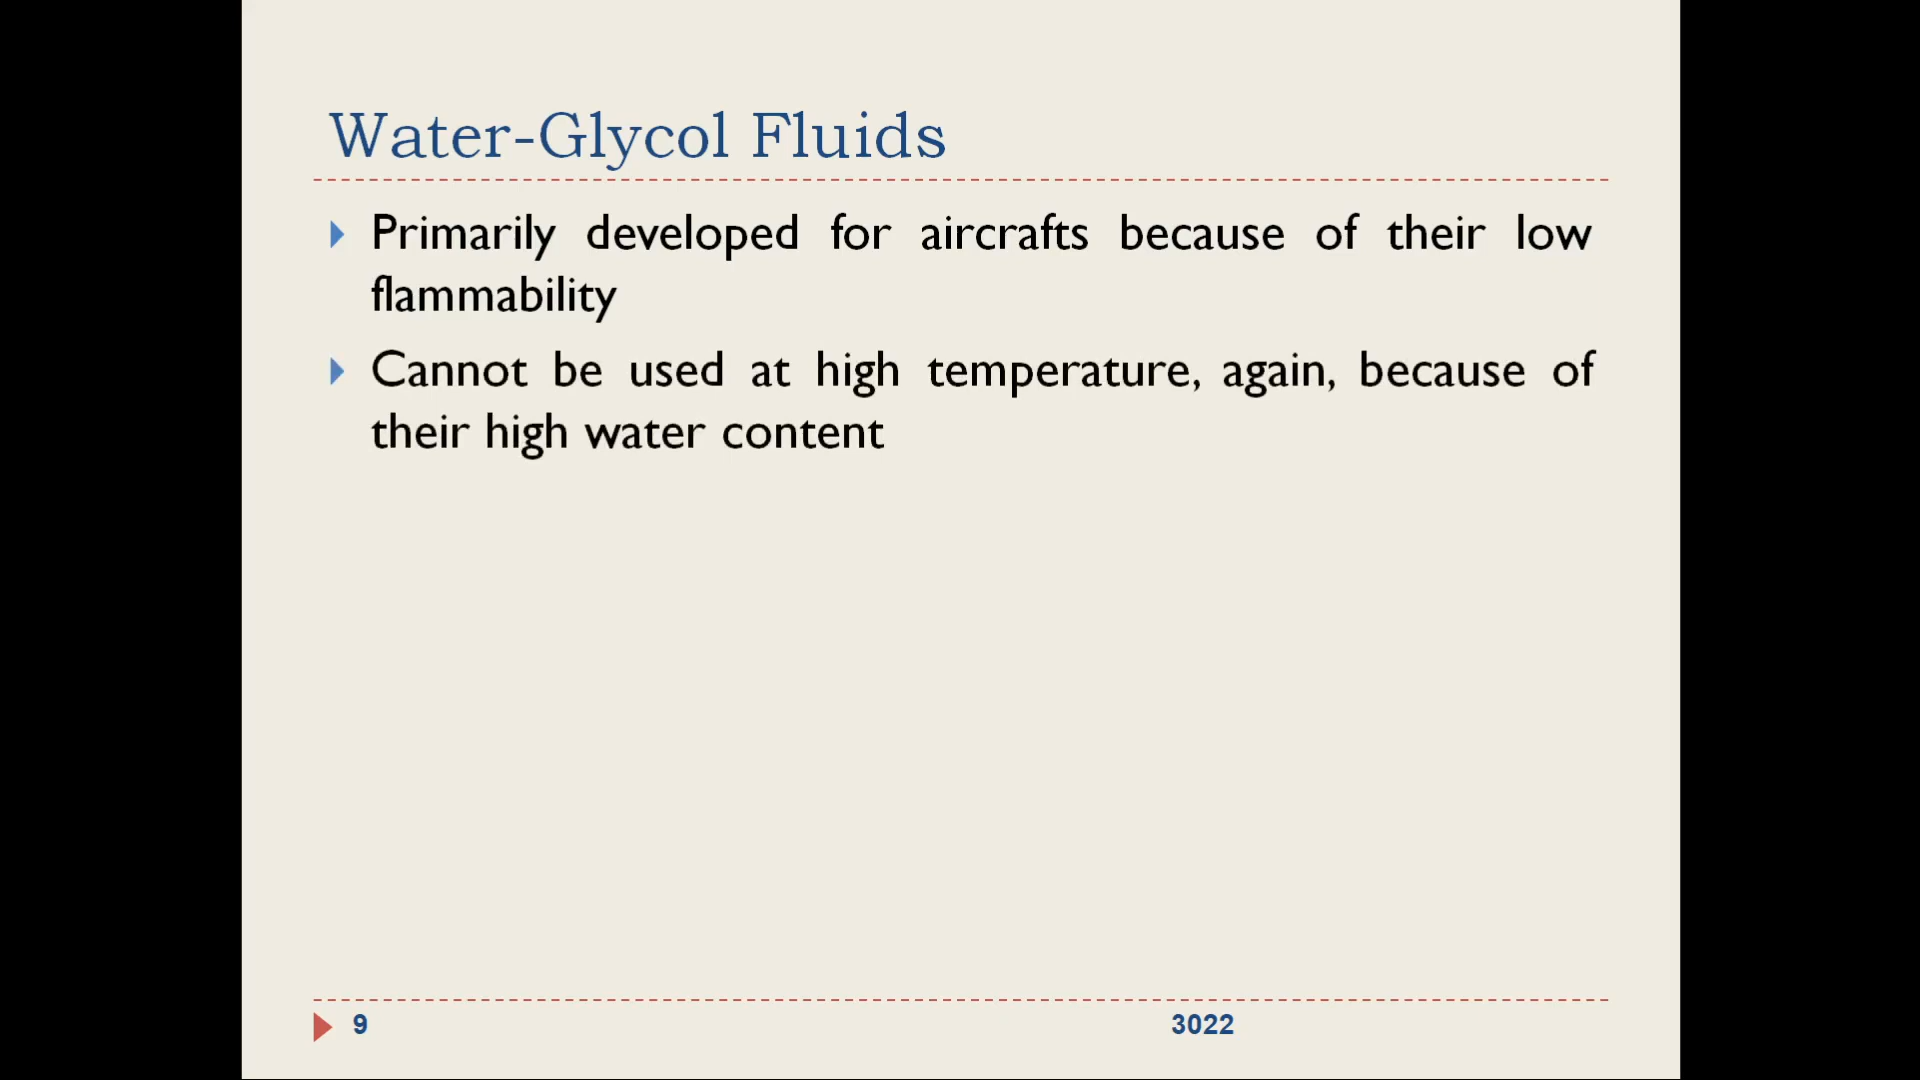 Water-Glycol Fluids
Primarily developed for aircrafts because of their low
flammability
Cannot be used at high temperature, again, because of
their high water content
9
3022